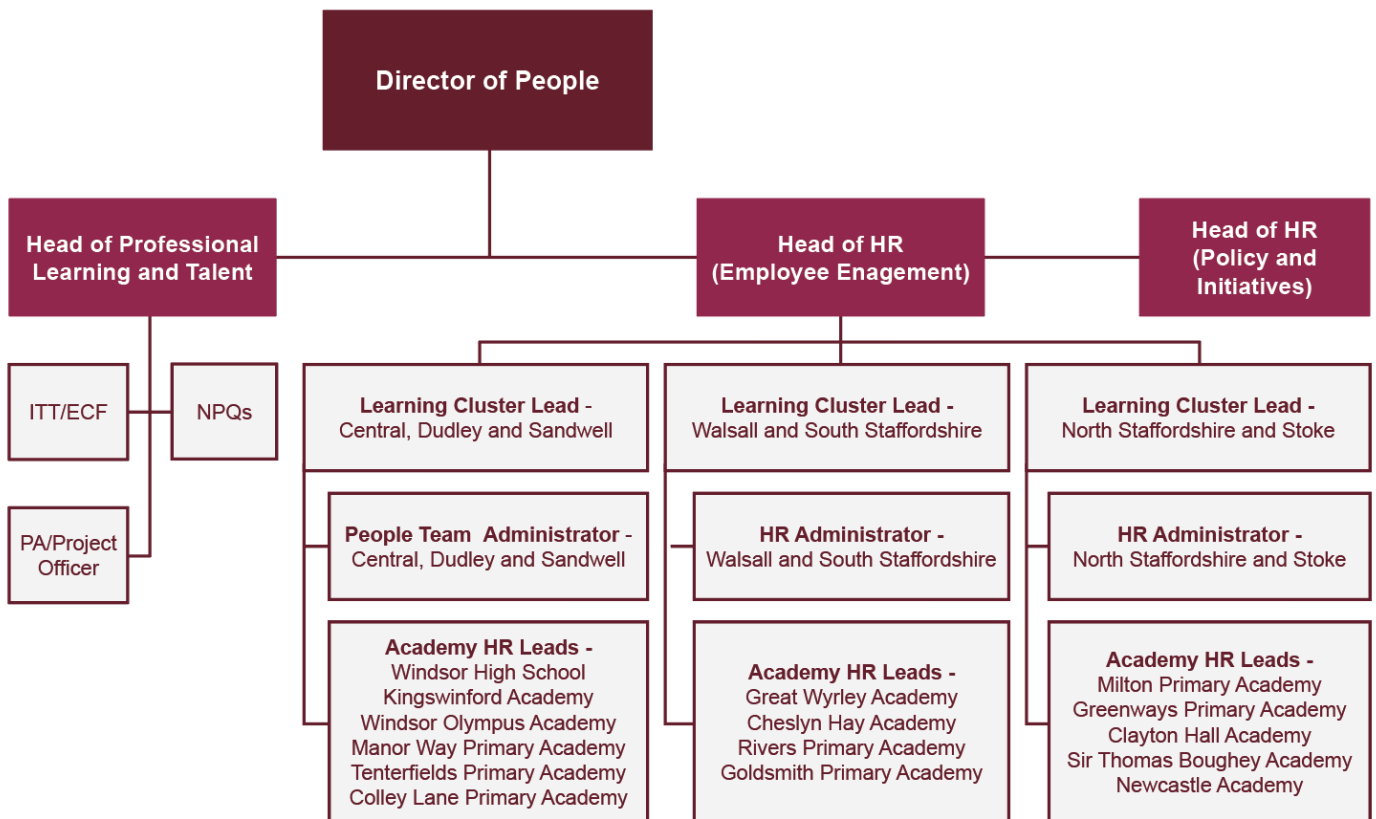 Director of People
Head of Professional
Learning and Talent
Head of HR
(Employee Enagement)
Head of HR
(Policy and
Initiatives)
ITT/ECF
NPQs
PA/Project
Officer
Learning Cluster Lead -
Central, Dudley and Sandwell
People Team Administrator -
Central, Dudley and Sandwell
Academy HR Leads -
Windsor High School
Kingswinford Academy
Windsor Olympus Academy
Manor Way Primary Academy
Tenterfields Primary Academy
Colley Lane Primary Academy
Learning Cluster Lead -
Walsall and South Staffordshire
HR Administrator -
Walsall and South Staffordshire
Academy HR Leads -
Great Wyrley Academy
Cheslyn Hay Academy
Rivers Primary Academy
Goldsmith Primary Academy
Learning Cluster Lead -
North Staffordshire and Stoke
HR Administrator -
North Staffordshire and Stoke
Academy HR Leads -
Milton Primary Academy
Greenways Primary Academy
Clayton Hall Academy
Sir Thomas Boughey Academy
Newcastle Academy